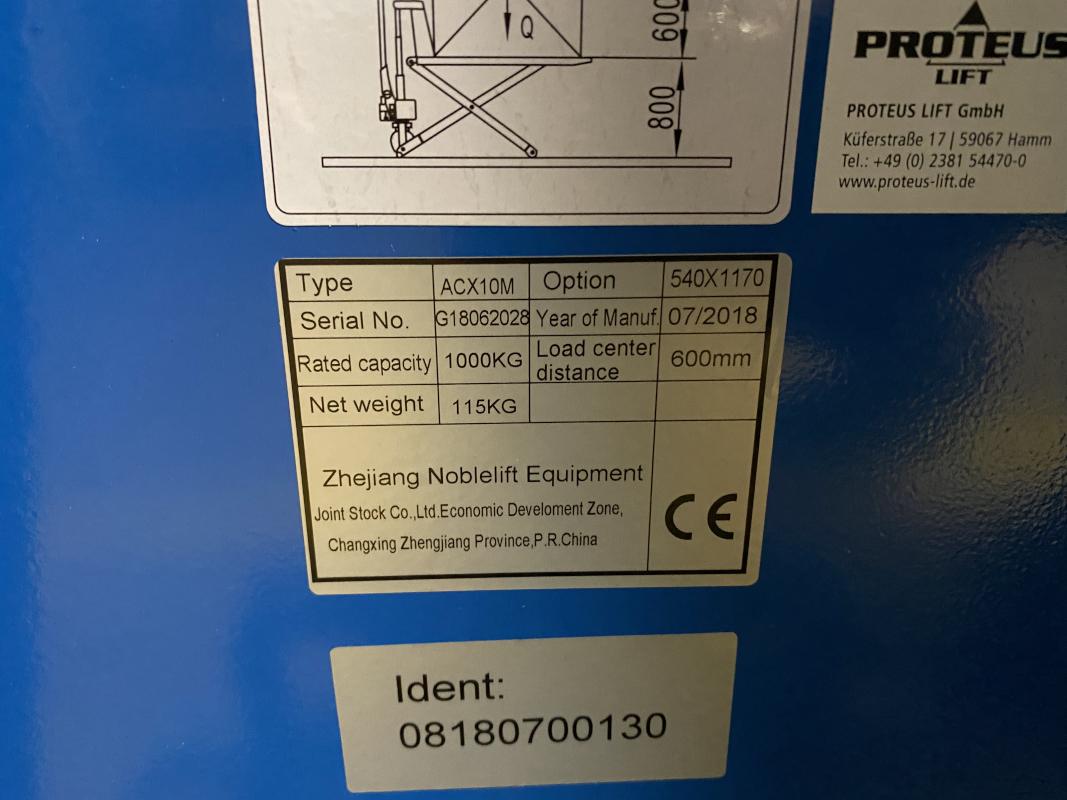 Q
600
800
PROTEUS
LIFT
PROTEUS LIFT GmbH
Küferstraße 17 | 59067 Hamm
Tel.: +49 (0) 2381 54470-0
www.proteus-lift.de
Type ACX10M Option 540X1170
Serial No. G18062028 Year of Manuf. 07/2018
Rated capacity 1000KG Load center distance 600mm
Net weight 115KG
Zhejiang Noblelift Equipment
Joint Stock Co.,Ltd.Economic Develoment Zone,
Changxing Zhengjiang Province,P.R.China
CE
Ident:
08180700130